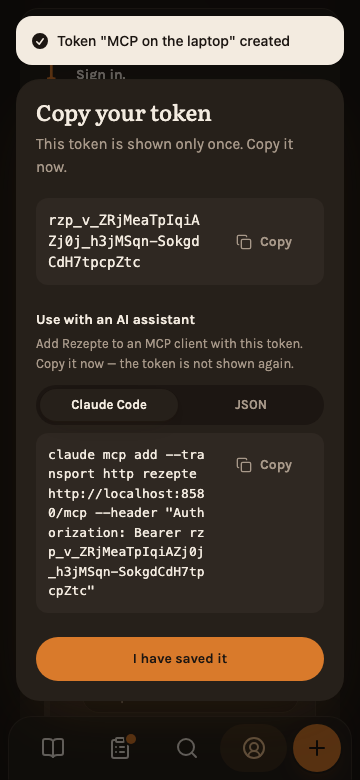 Token "MCP on the laptop" created
Sign in.
Copy your token
This token is shown only once. Copy it
now.
rzp_v_ZRjMeaTpIqiA
Zj0j_h3jMSqn-Sokgd
CdH7tpcpZtc
Copy
Use with an AI assistant
Add Rezepte to an MCP client with this token.
Copy it now — the token is not shown again.
Claude Code
JSON
claude mcp add --tra
nsport http rezepte
http://localhost:858
0/mcp --header "Auth
orization: Bearer rz
p_v_ZRjMeaTpIqiAZj0j
_h3jMSqn-SokgdCdH7tp
cpZtc"
Copy
I have saved it